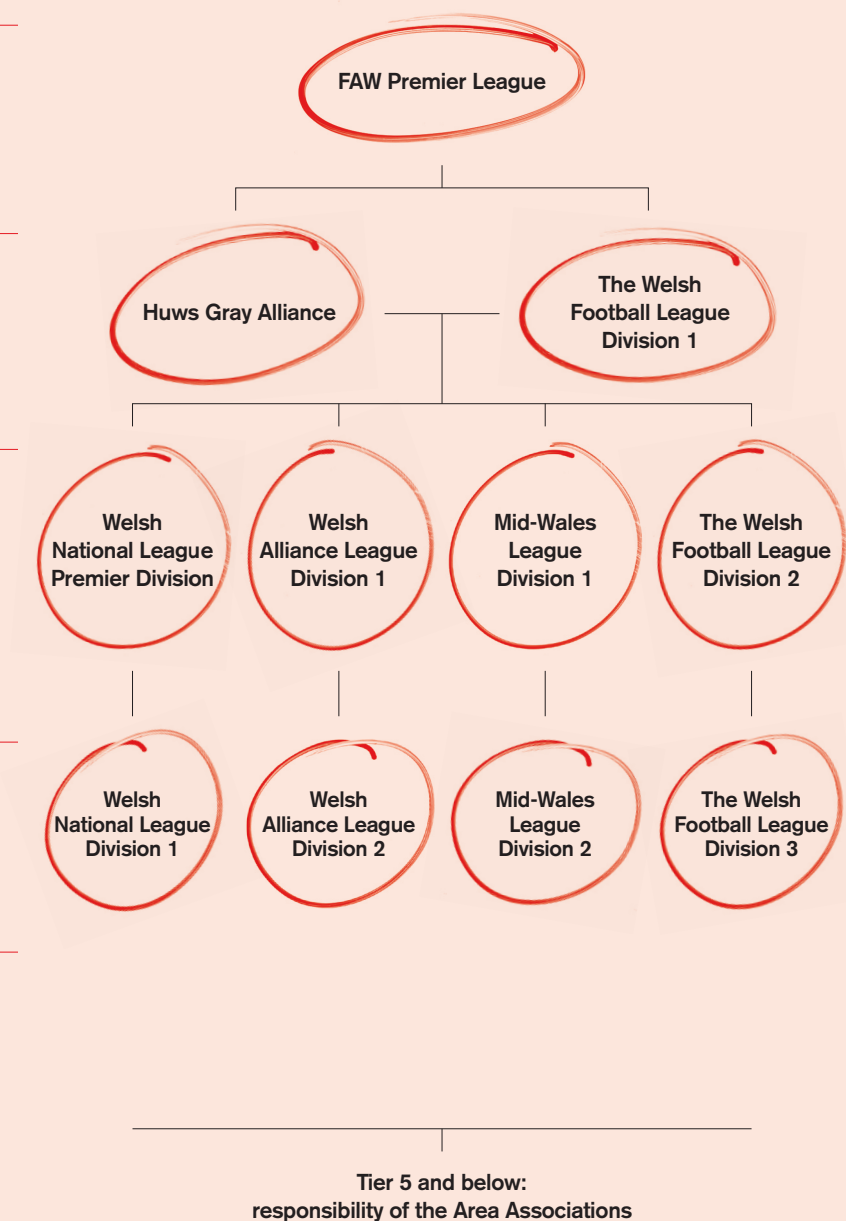 FAW Premier League
Huws Gray Alliance
The Welsh
Football League
Division 1
Welsh
National League
Premier Division
Welsh
Alliance League
Division 1
Mid-Wales
League
Division 1
The Welsh
Football League
Division 2
Welsh
National League
Division 1
Welsh
Alliance League
Division 2
Mid-Wales
League
Division 2
The Welsh
Football League
Division 3
Tier 5 and below:
responsibility of the Area Associations